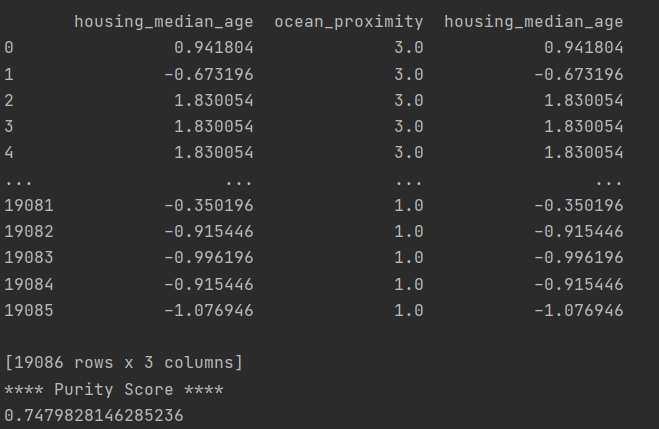 housing_median_age ocean_proximity housing_median_age
0 0.941804 3.0 0.941804
1 -0.673196 3.0 -0.673196
2 1.830054 3.0 1.830054
3 1.830054 3.0 1.830054
4 1.830054 3.0 1.830054
... ... ... ...
19081 -0.350196 1.0 -0.350196
19082 -0.915446 1.0 -0.915446
19083 -0.996196 1.0 -0.996196
19084 -0.915446 1.0 -0.915446
19085 -1.076946 1.0 -1.076946
[19086 rows x 3 columns]
**** Purity Score ****
0.7479828146285236